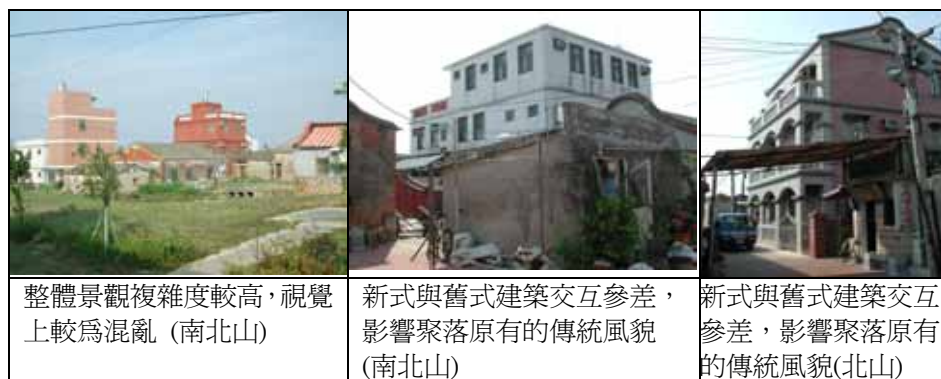 整體景觀複雜度較高，視覺
上較為混亂 (南北山)
新式與舊式建築交互參差，
影響聚落原有的傳統風貌
(南北山)
新式與舊式建築交互
參差，影響聚落原有
的傳統風貌(北山)